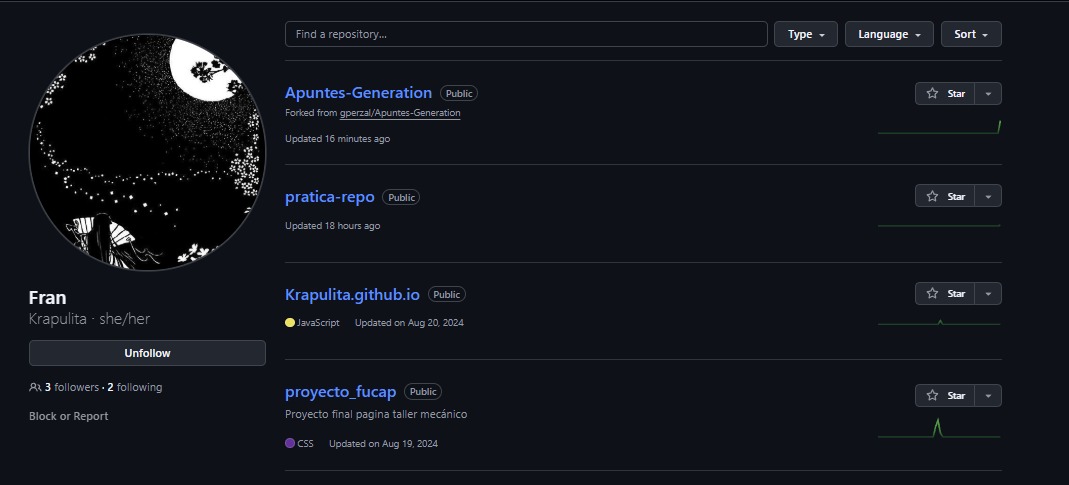 Find a repository...
Type
Language
Sort
Apuntes-Generation Public
Star
Forked from gperzal/Apuntes-Generation
Updated 16 minutes ago
pratica-repo Public
Star
Updated 18 hours ago
Krapulita.github.io Public
Star
JavaScript Updated on Aug 20, 2024
proyecto_fucap Public
Star
Proyecto final pagina taller mecánico
CSS Updated on Aug 19, 2024
Fran
Krapulita · she/her
Unfollow
3 followers · 2 following
Block or Report